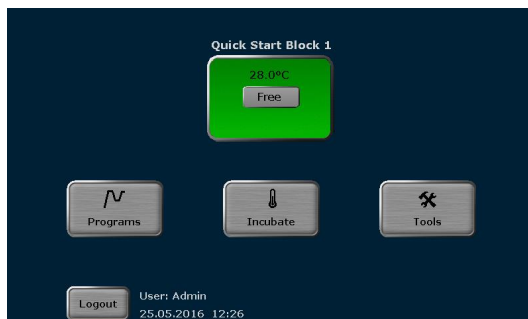 Quick Start Block 1
28.0°C
Free
Programs
Incubate
Tools
Logout
User: Admin
25.05.2016 12:26